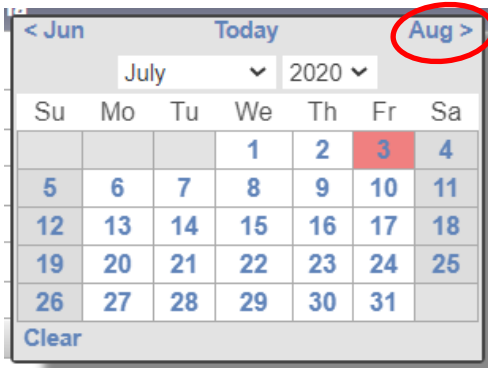 < Jun Today Aug >
July 2020
Su Mo Tu We Th Fr Sa
1 2 3 4
5 6 7 8 9 10 11
12 13 14 15 16 17 18
19 20 21 22 23 24 25
26 27 28 29 30 31
Clear